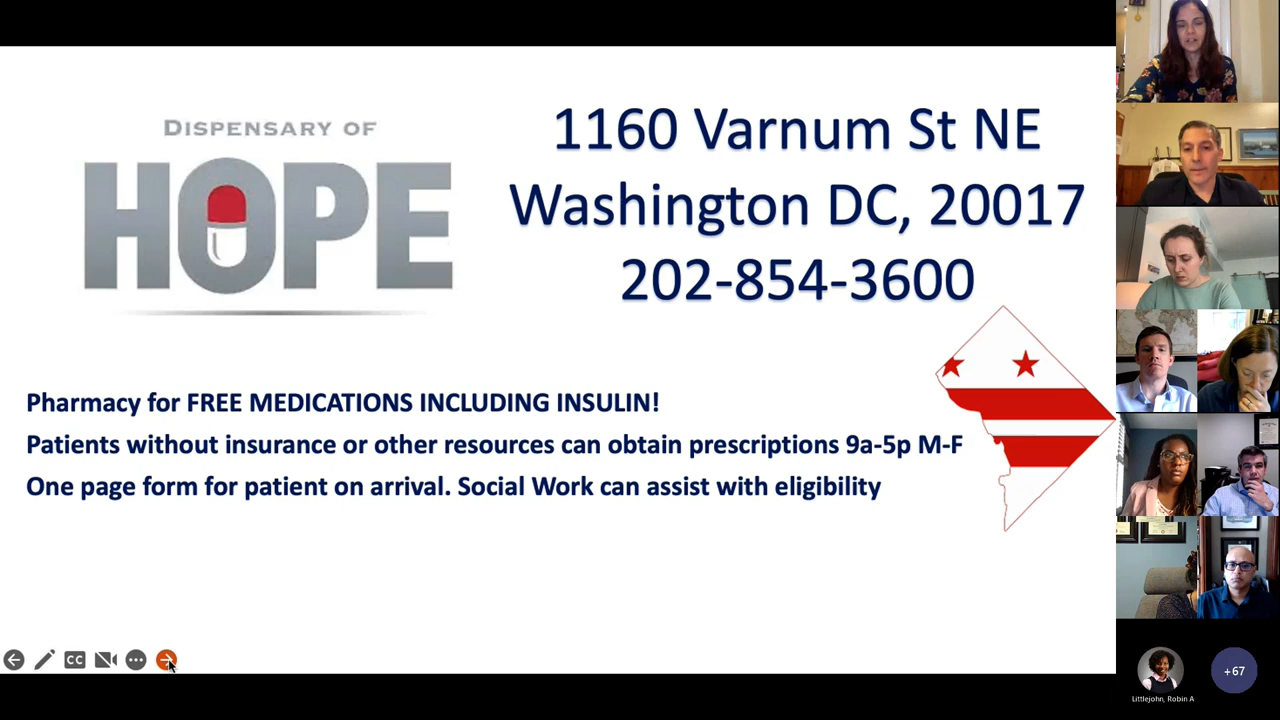 DISPENSARY OF
HOPE
1160 Varnum St NE
Washington DC, 20017
202-854-3600
Pharmacy for FREE MEDICATIONS INCLUDING INSULIN!
Patients without insurance or other resources can obtain prescriptions 9a-5p M-F
One page form for patient on arrival. Social Work can assist with eligibility
CC
Littlejohn, Robin A
+67